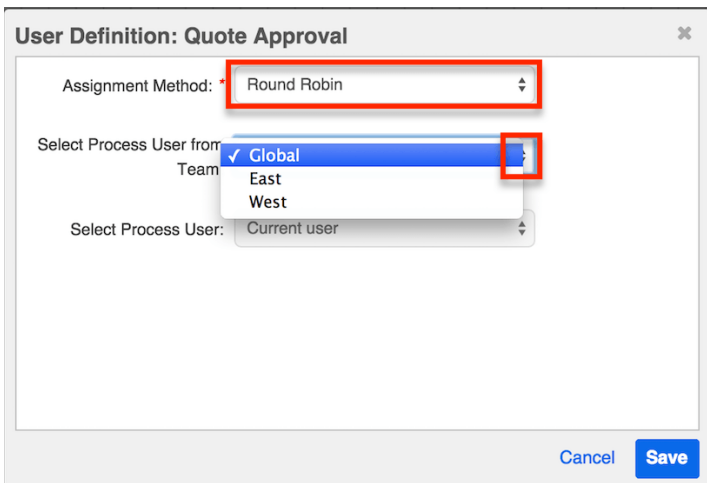 User Definition: Quote Approval
Assignment Method: * Round Robin
Select Process User from
Team
✓ Global
East
West
Select Process User: Current user
Cancel Save